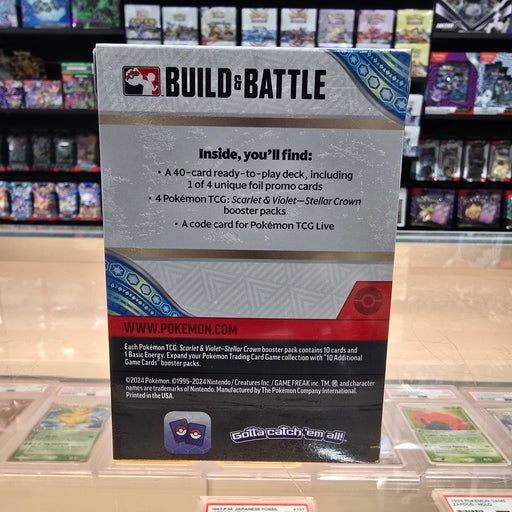 BUILD & BATTLE
Inside, you'll find:
• A 40-card ready-to-play deck, including
1 of 4 unique foil promo cards
• 4 Pokémon TCG: Scarlet & Violet—Stellar Crown
booster packs
• A code card for Pokémon TCG Live
WWW.POKEMON.COM
Each Pokémon TCG: Scarlet & Violet–Stellar Crown booster pack contains 10 cards and
1 Basic Energy. Expand your Pokémon Trading Card Game collection with "10 Additional
Game Cards" booster packs.
©2024 Pokémon. ©1995–2024 Nintendo / Creatures Inc. / GAME FREAK inc. TM, ®, and character
names are trademarks of Nintendo. Manufactured by The Pokémon Company International.
Printed in the USA.
Gotta catch 'em all!
1997 P.M. JAPANESE FOSSIL